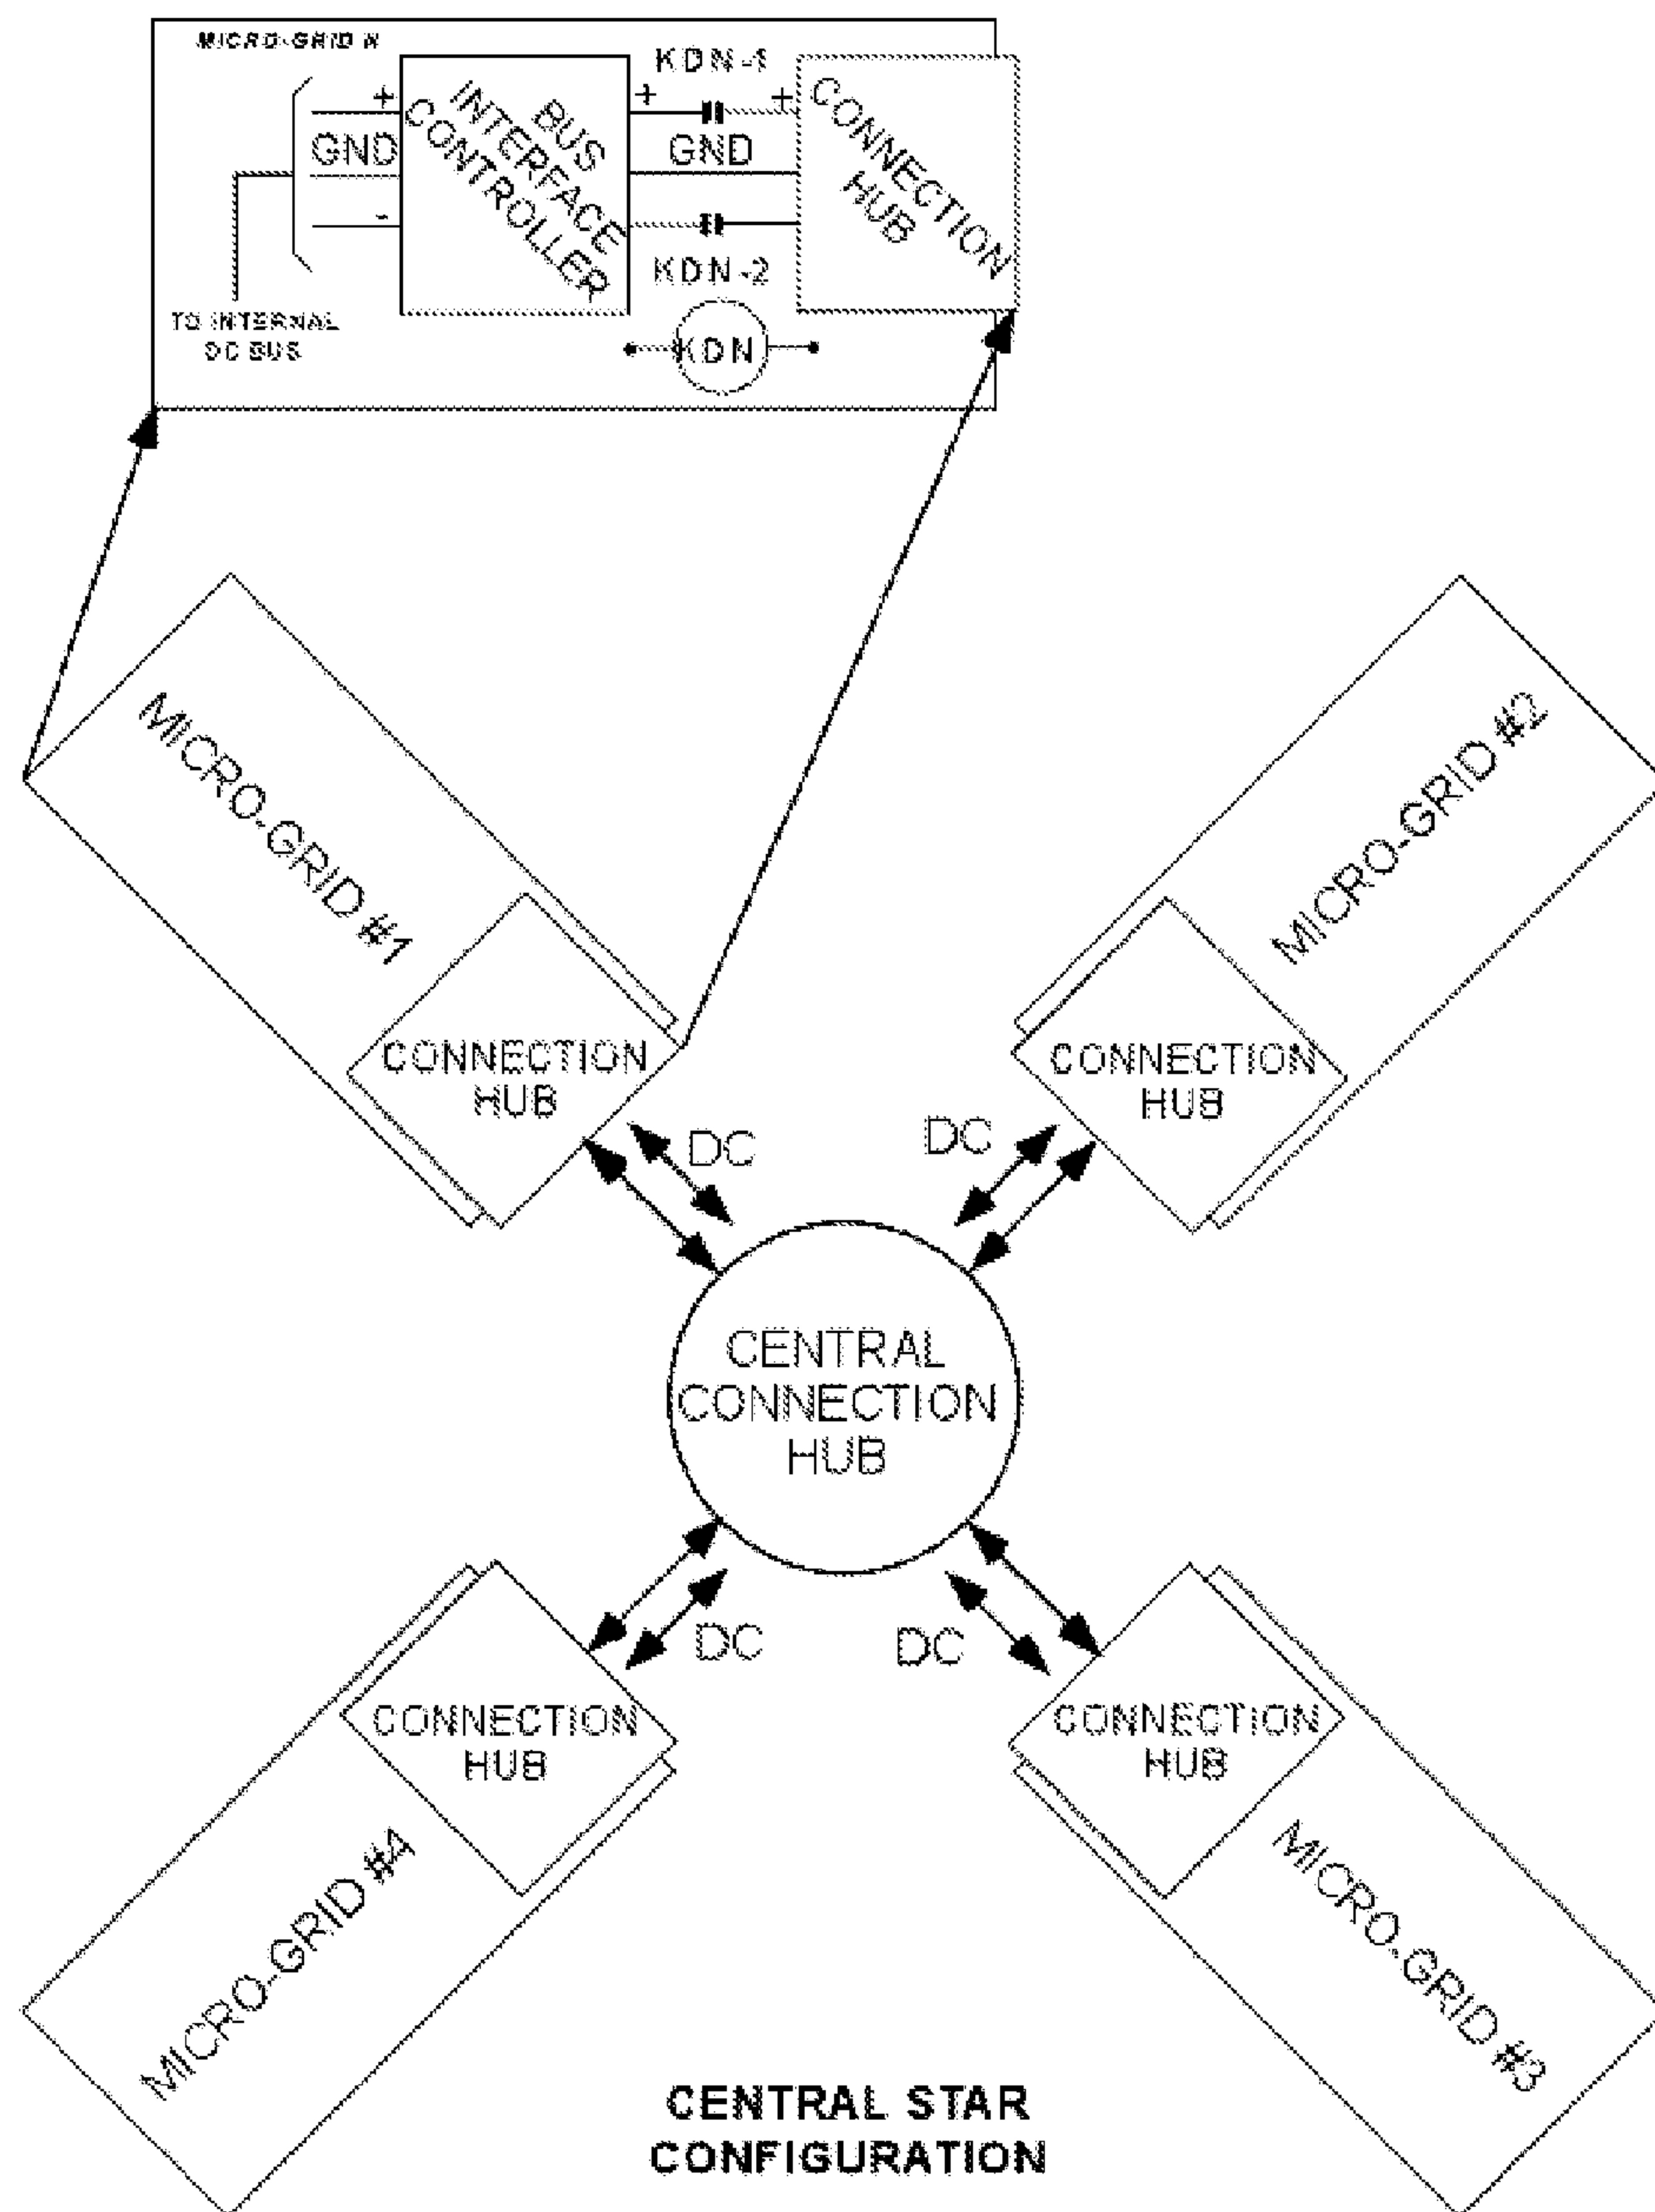 MICRO-GRID N
KDN-1
+
+
+
BUS
INTERFACE
CONTROLLER
CONNECTION
HUB
GND
GND
-
KDN-2
TO INTERNAL
DC BUS
KDN
MICRO-GRID #1
MICRO-GRID #2
CONNECTION
HUB
CONNECTION
HUB
DC
DC
CENTRAL
CONNECTION
HUB
DC
DC
CONNECTION
HUB
CONNECTION
HUB
MICRO-GRID #4
MICRO-GRID #3
CENTRAL STAR
CONFIGURATION